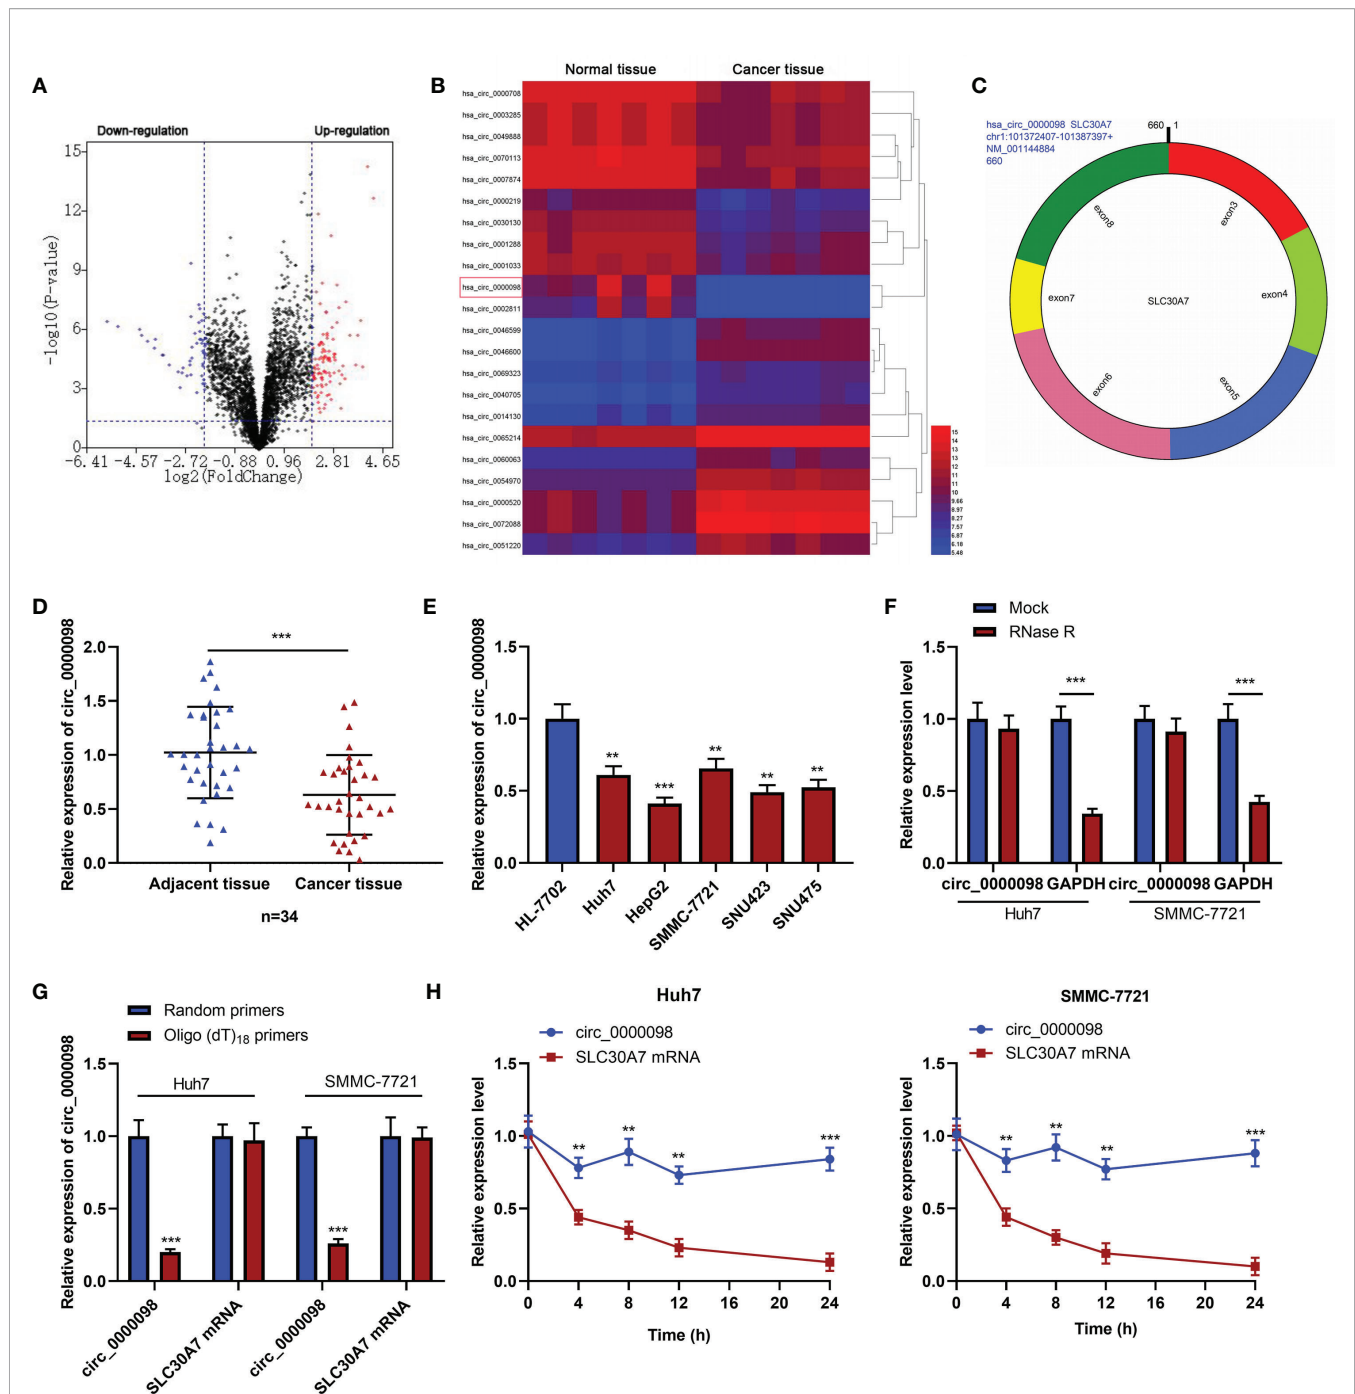 A
Down-regulation
Up-regulation
15
12
9
6
3
0
-log10(P-value)
-6.41 -4.57 -2.72 -0.88 0.96 2.81 4.65
log2(FoldChange)
B
Normal tissue
Cancer tissue
hsa_circ_0000708
hsa_circ_0003285
hsa_circ_0049888
hsa_circ_0070113
hsa_circ_0007874
hsa_circ_0000219
hsa_circ_0030130
hsa_circ_0001288
hsa_circ_0001033
hsa_circ_0000098
hsa_circ_0002811
hsa_circ_0046599
hsa_circ_0046600
hsa_circ_0069323
hsa_circ_0040705
hsa_circ_0014130
hsa_circ_0065214
hsa_circ_0060063
hsa_circ_0054970
hsa_circ_0000520
hsa_circ_0072088
hsa_circ_0051220
15
14
14
13
13
12
11
11
10
9.66
8.97
8.27
7.57
6.87
6.18
5.48
C
hsa_circ_0000098 SLC30A7
chr1:101372407-101387397+
NM_001144884
660
660 1
exon3
exon4
exon5
exon6
exon7
exon8
SLC30A7
D
Relative expression of circ_0000098
2.0
1.5
1.0
0.5
0.0
***
Adjacent tissue
Cancer tissue
n=34
E
Relative expression of circ_0000098
1.5
1.0
0.5
0.0
**
***
**
**
**
HL-7702
Huh7
HepG2
SMMC-7721
SNU423
SNU475
F
Mock
RNase R
Relative expression level
1.5
1.0
0.5
0.0
***
***
circ_0000098 GAPDH circ_0000098 GAPDH
Huh7
SMMC-7721
G
Random primers
Oligo (dT)18 primers
Relative expression of circ_0000098
1.5
1.0
0.5
0.0
Huh7
SMMC-7721
***
***
circ_0000098
SLC30A7 mRNA
circ_0000098
SLC30A7 mRNA
H
Huh7
circ_0000098
SLC30A7 mRNA
Relative expression level
1.5
1.0
0.5
0.0
**
**
**
***
0 4 8 12 16 20 24
Time (h)
SMMC-7721
circ_0000098
SLC30A7 mRNA
Relative expression level
1.5
1.0
0.5
0.0
**
**
**
***
0 4 8 12 16 20 24
Time (h)